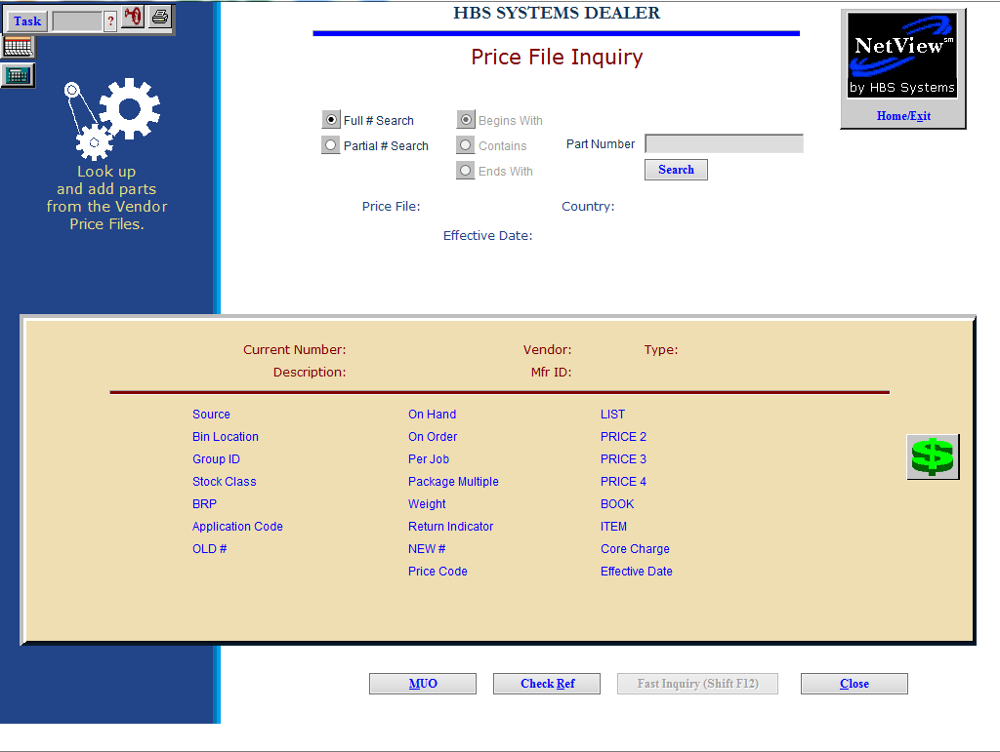 HBS SYSTEMS DEALER
Task
?
Price File Inquiry
NetView℠
by HBS Systems
Home/Exit
Look up
and add parts
from the Vendor
Price Files.
Full # Search
Begins With
Partial # Search
Contains
Part Number
Ends With
Search
Price File:
Country:
Effective Date:
Current Number:
Vendor:
Type:
Description:
Mfr ID:
Source
On Hand
LIST
Bin Location
On Order
PRICE 2
Group ID
Per Job
PRICE 3
Stock Class
Package Multiple
PRICE 4
BRP
Weight
BOOK
Application Code
Return Indicator
ITEM
OLD #
NEW #
Core Charge
Price Code
Effective Date
$
MUO
Check Ref
Fast Inquiry (Shift F12)
Close